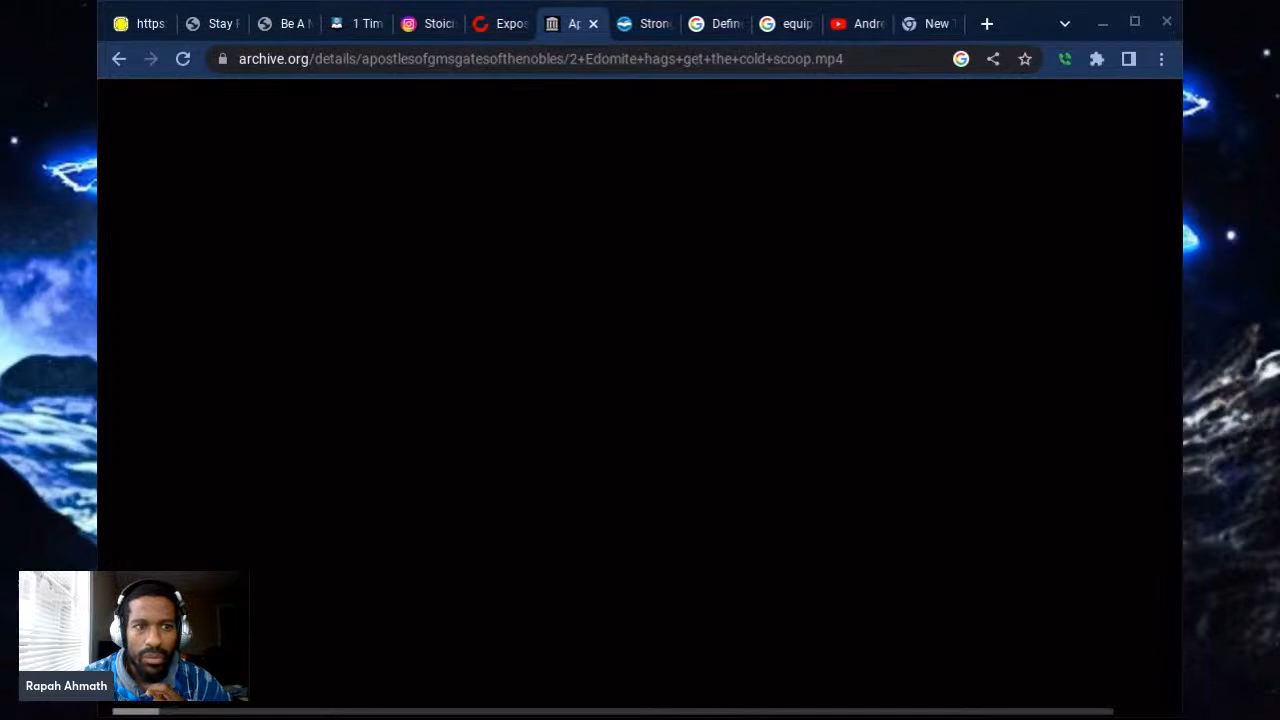 https
Stay
Be A
1 Tim
Stoic
Expos
Ap
Stron
Defin
equip
Andre
New
archive.org/details/apostlesofgmsgatesofthenobles/2+Edomite+hags+get+the+cold+scoop.mp4
Rapah Ahmath